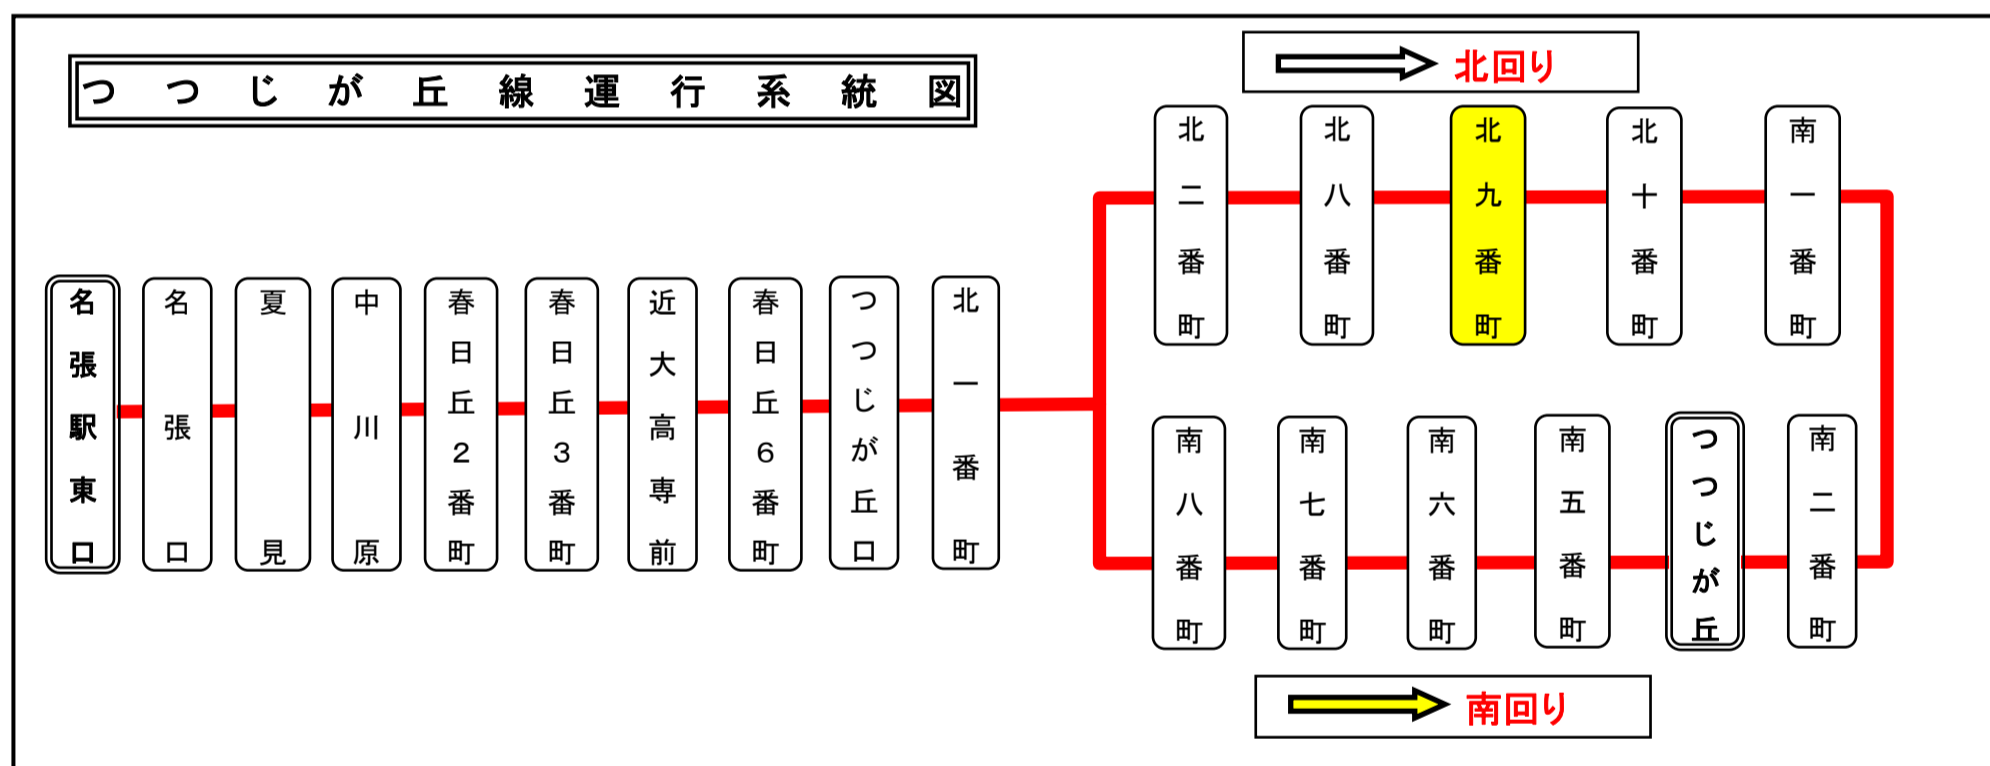 つつじが丘線運行系統図
北回り
北二番町
北八番町
北九番町
北十番町
南一番町
名張駅東口
名張口
夏見
中川原
春日丘2番町
春日丘3番町
近大高専前
春日丘6番町
つつじが丘口
北一番町
南八番町
南七番町
南六番町
南五番町
つつじが丘
南二番町
南回り